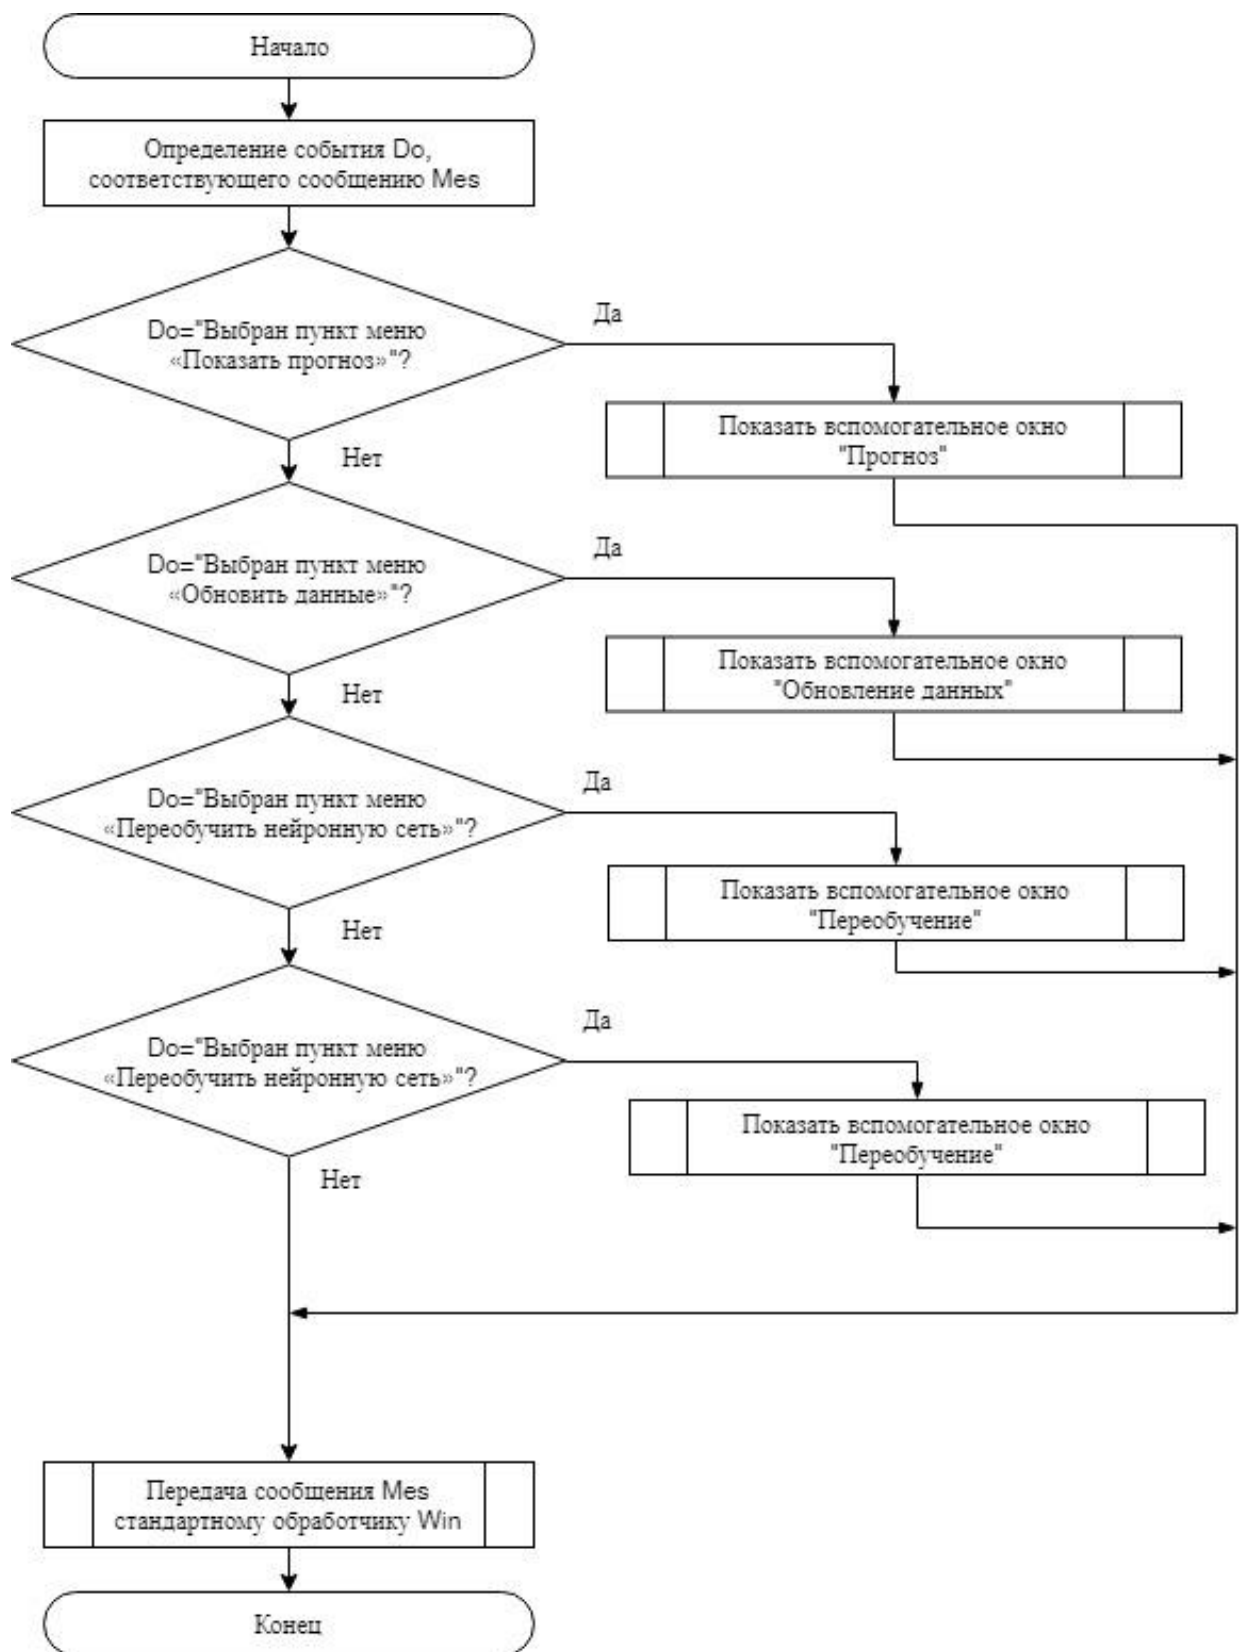 Начало
Определение события Do,
соответствующего сообщению Mes
Do="Выбран пункт меню
«Показать прогноз»"?
Да
Показать вспомогательное окно
"Прогноз"
Нет
Do="Выбран пункт меню
«Обновить данные»"?
Да
Показать вспомогательное окно
"Обновление данных"
Нет
Do="Выбран пункт меню
«Переобучить нейронную сеть»"?
Да
Показать вспомогательное окно
"Переобучение"
Нет
Do="Выбран пункт меню
«Переобучить нейронную сеть»"?
Да
Показать вспомогательное окно
"Переобучение"
Нет
Передача сообщения Mes
стандартному обработчику Win
Конец